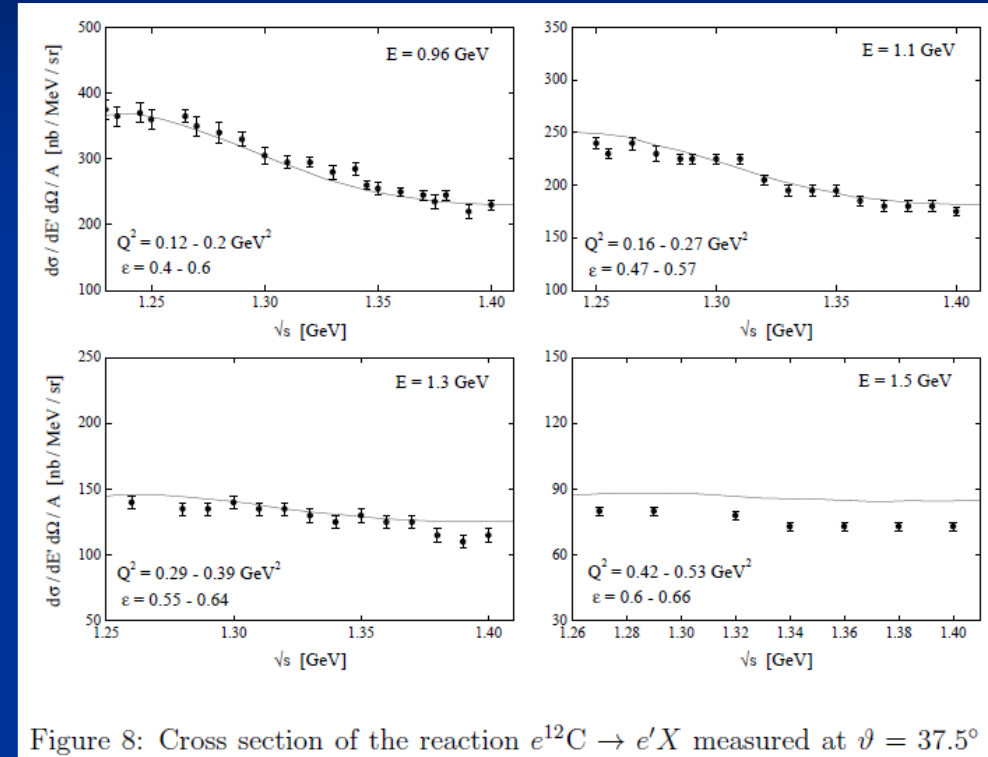 500
400
300
200
100
1.25
1.30
1.35
1.40
√s [GeV]
dσ / dE' dΩ / A [nb / MeV / sr]
E = 0.96 GeV
Q² = 0.12 - 0.2 GeV²
ε = 0.4 - 0.6
350
300
250
200
150
100
1.25
1.30
1.35
1.40
√s [GeV]
E = 1.1 GeV
Q² = 0.16 - 0.27 GeV²
ε = 0.47 - 0.57
250
200
150
100
50
1.25
1.30
1.35
1.40
√s [GeV]
dσ / dE' dΩ / A [nb / MeV / sr]
E = 1.3 GeV
Q² = 0.29 - 0.39 GeV²
ε = 0.55 - 0.64
150
120
90
60
30
1.26
1.28
1.30
1.32
1.34
1.36
1.38
1.40
√s [GeV]
E = 1.5 GeV
Q² = 0.42 - 0.53 GeV²
ε = 0.6 - 0.66
Figure 8: Cross section of the reaction e¹²C → e′X measured at ϑ = 37.5°